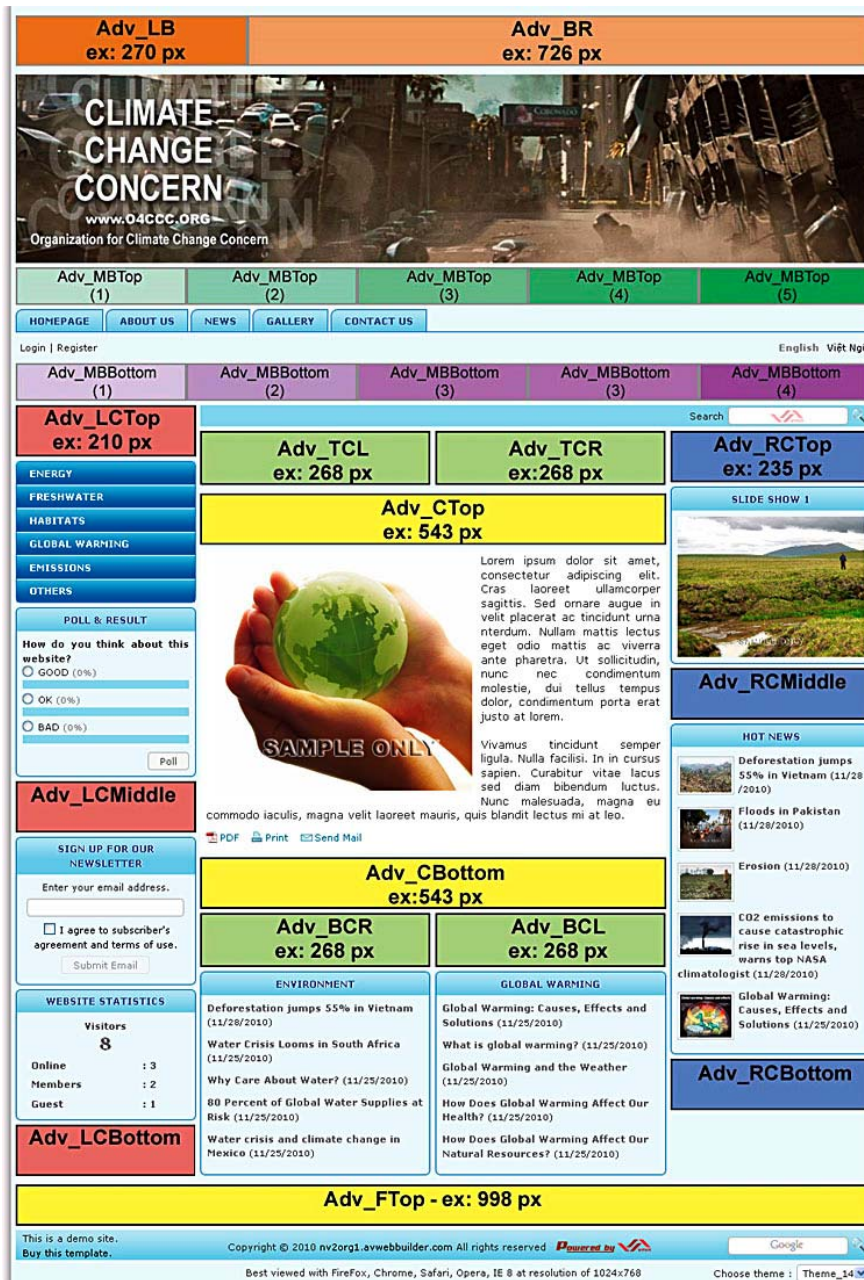 Adv_LB
ex: 270 px
Adv_BR
ex: 726 px
CLIMATE
CHANGE
CONCERN
www.O4CCC.ORG
Organization for Climate Change Concern
CORONADO
Adv_MBTop
(1)
Adv_MBTop
(2)
Adv_MBTop
(3)
Adv_MBTop
(4)
Adv_MBTop
(5)
HOMEPAGE
ABOUT US
NEWS
GALLERY
CONTACT US
Login | Register
English Việt Ngữ
Adv_MBBottom
(1)
Adv_MBBottom
(2)
Adv_MBBottom
(3)
Adv_MBBottom
(3)
Adv_MBBottom
(4)
Adv_LCTop
ex: 210 px
ENERGY
FRESHWATER
HABITATS
GLOBAL WARMING
EMISSIONS
OTHERS
POLL & RESULT
How do you think about this
website?
GOOD (0%)
OK (0%)
BAD (0%)
Poll
Adv_LCMiddle
SIGN UP FOR OUR
NEWSLETTER
Enter your email address.
I agree to subscriber's
agreement and terms of use.
Submit Email
WEBSITE STATISTICS
Visitors
8
Online : 3
Members : 2
Guest : 1
Adv_LCBottom
Search
Adv_TCL
ex: 268 px
Adv_TCR
ex:268 px
Adv_CTop
ex: 543 px
SAMPLE ONLY
Lorem ipsum dolor sit amet,
consectetur adipiscing elit.
Cras laoreet ullamcorper
sagittis. Sed ornare augue in
velit placerat ac tincidunt urna
nterdum. Nullam mattis lectus
eget odio mattis ac viverra
ante pharetra. Ut sollicitudin,
nunc nec condimentum
molestie, dui tellus tempus
dolor, condimentum porta erat
justo at lorem.
Vivamus tincidunt semper
ligula. Nulla facilisi. In in cursus
sapien. Curabitur vitae lacus
sed diam bibendum luctus.
Nunc malesuada, magna eu
commodo iaculis, magna velit laoreet mauris, quis blandit lectus mi at leo.
PDF Print Send Mail
Adv_CBottom
ex:543 px
Adv_BCR
ex: 268 px
Adv_BCL
ex: 268 px
ENVIRONMENT
Deforestation jumps 55% in Vietnam
(11/28/2010)
Water Crisis Looms in South Africa
(11/25/2010)
Why Care About Water? (11/25/2010)
80 Percent of Global Water Supplies at
Risk (11/25/2010)
Water crisis and climate change in
Mexico (11/25/2010)
GLOBAL WARMING
Global Warming: Causes, Effects and
Solutions (11/25/2010)
What is global warming? (11/25/2010)
Global Warming and the Weather
(11/25/2010)
How Does Global Warming Affect Our
Health? (11/25/2010)
How Does Global Warming Affect Our
Natural Resources? (11/25/2010)
Adv_RCTop
ex: 235 px
SLIDE SHOW 1
SAMPLE ONLY
Adv_RCMiddle
HOT NEWS
Deforestation jumps
55% in Vietnam (11/28
/2010)
Floods in Pakistan
(11/28/2010)
Erosion (11/28/2010)
CO2 emissions to
cause catastrophic
rise in sea levels,
warns top NASA
climatologist (11/28/2010)
Global Warming:
Causes, Effects and
Solutions (11/25/2010)
Adv_RCBottom
Adv_FTop - ex: 998 px
This is a demo site.
Buy this template.
Copyright © 2010 nv2org1.avwebbuilder.com All rights reserved Powered by
Google
Best viewed with FireFox, Chrome, Safari, Opera, IE 8 at resolution of 1024x768
Choose theme : Theme_14